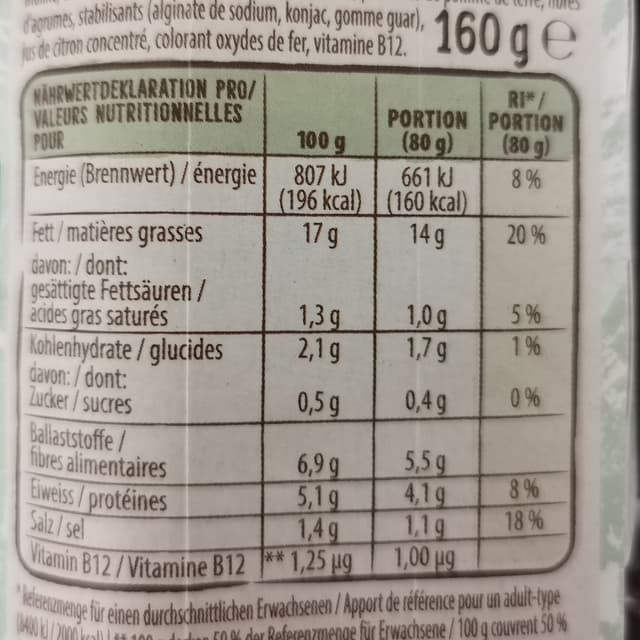 d'agrumes, stabilisants (alginate de sodium, konjac, gomme guar),
jus de citron concentré, colorant oxydes de fer, vitamine B12.
160 g e
NÄHRWERTDEKLARATION PRO/
VALEURS NUTRITIONNELLES
POUR
100 g
PORTION
(80 g)
RI*/
PORTION
(80 g)
Energie (Brennwert) / énergie 807 kJ 661 kJ 8 %
(196 kcal) (160 kcal)
Fett / matières grasses 17 g 14 g 20 %
davon: / dont:
gesättigte Fettsäuren /
acides gras saturés 1,3 g 1,0 g 5 %
Kohlenhydrate / glucides 2,1 g 1,7 g 1 %
davon: / dont:
Zucker / sucres 0,5 g 0,4 g 0 %
Ballaststoffe /
fibres alimentaires 6,9 g 5,5 g
Eiweiss / protéines 5,1 g 4,1 g 8 %
Salz / sel 1,4 g 1,1 g 18 %
Vitamin B12 / Vitamine B12 ** 1,25 µg 1,00 µg
* Referenzmenge für einen durchschnittlichen Erwachsenen / Apport de référence pour un adult-type
50 % der Referenzmenge für Erwachsene / 100 g couvrent 50 %